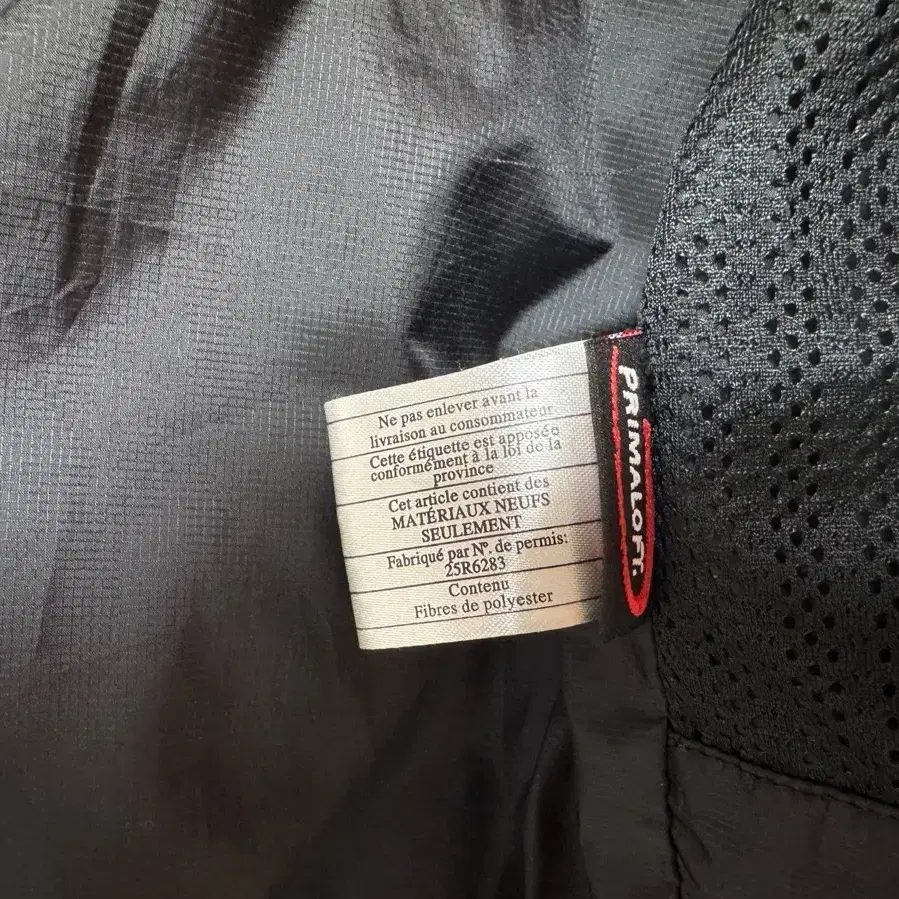 Ne pas enlever avant la
livraison au consommateur
Cette étiquette est apposée
conformément à la loi de la
province
Cet article contient des
MATÉRIAUX NEUFS
SEULEMENT
Fabriqué par Nº. de permis:
25R6283
Contenu
Fibres de polyester
PRIMALOFT.